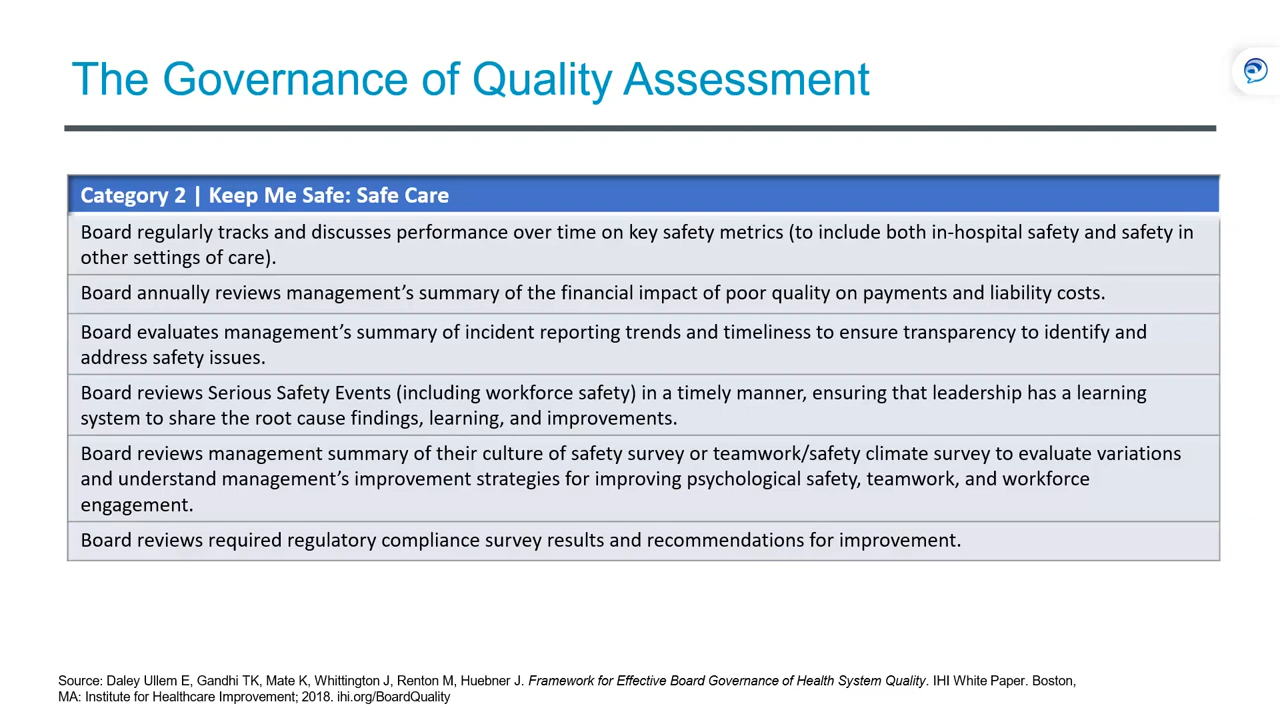 The Governance of Quality Assessment
Category 2 | Keep Me Safe: Safe Care
Board regularly tracks and discusses performance over time on key safety metrics (to include both in-hospital safety and safety in
other settings of care).
Board annually reviews management’s summary of the financial impact of poor quality on payments and liability costs.
Board evaluates management’s summary of incident reporting trends and timeliness to ensure transparency to identify and
address safety issues.
Board reviews Serious Safety Events (including workforce safety) in a timely manner, ensuring that leadership has a learning
system to share the root cause findings, learning, and improvements.
Board reviews management summary of their culture of safety survey or teamwork/safety climate survey to evaluate variations
and understand management’s improvement strategies for improving psychological safety, teamwork, and workforce
engagement.
Board reviews required regulatory compliance survey results and recommendations for improvement.
Source: Daley Ullem E, Gandhi TK, Mate K, Whittington J, Renton M, Huebner J. Framework for Effective Board Governance of Health System Quality. IHI White Paper. Boston,
MA: Institute for Healthcare Improvement; 2018. ihi.org/BoardQuality